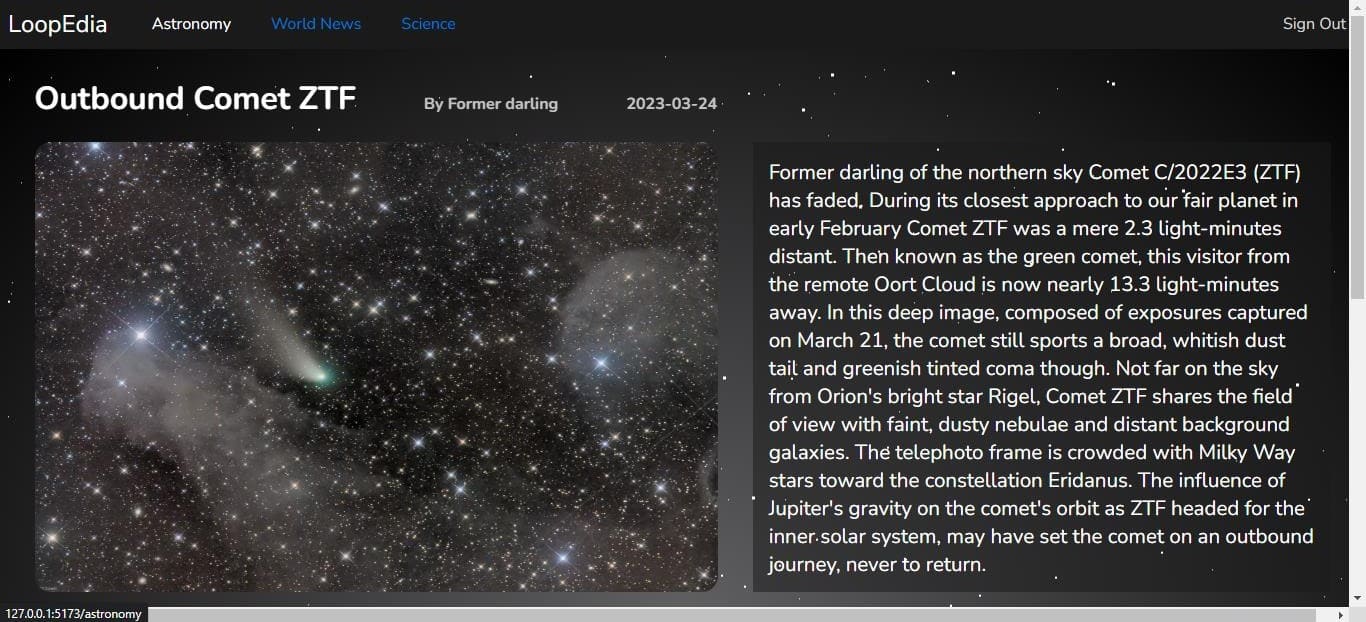 LoopEdia Astronomy World News Science Sign Out
Outbound Comet ZTF By Former darling 2023-03-24
Former darling of the northern sky Comet C/2022E3 (ZTF)
has faded. During its closest approach to our fair planet in
early February Comet ZTF was a mere 2.3 light-minutes
distant. Then known as the green comet, this visitor from
the remote Oort Cloud is now nearly 13.3 light-minutes
away. In this deep image, composed of exposures captured
on March 21, the comet still sports a broad, whitish dust
tail and greenish tinted coma though. Not far on the sky
from Orion's bright star Rigel, Comet ZTF shares the field
of view with faint, dusty nebulae and distant background
galaxies. The telephoto frame is crowded with Milky Way
stars toward the constellation Eridanus. The influence of
Jupiter's gravity on the comet's orbit as ZTF headed for the
inner solar system, may have set the comet on an outbound
journey, never to return.
127.0.0.1:5173/astronomy